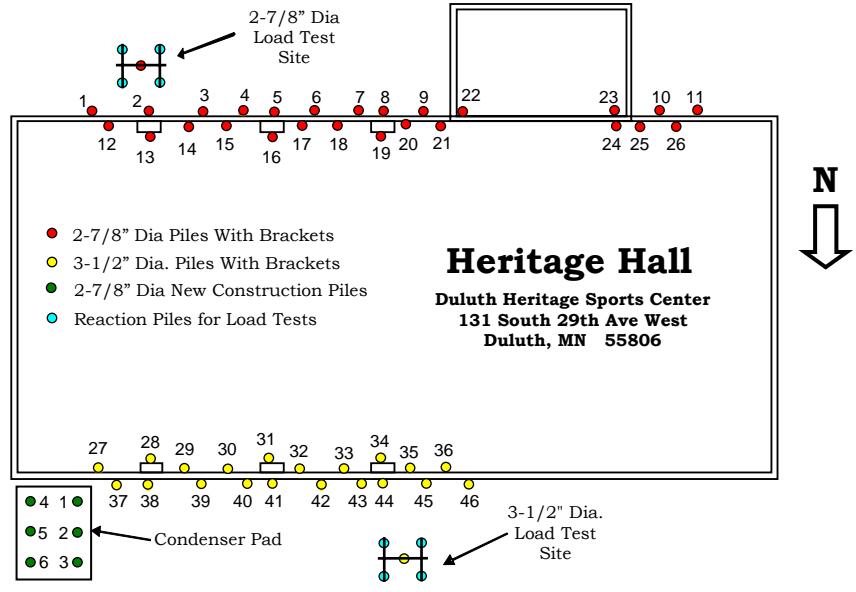 2-7/8” Dia
Load Test
Site
1 2 3 4 5 6 7 8 9 22 23 10 11
12 13 14 15 16 17 18 19 20 21 24 25 26
N
2-7/8” Dia Piles With Brackets
3-1/2” Dia. Piles With Brackets
2-7/8” Dia New Construction Piles
Reaction Piles for Load Tests
Heritage Hall
Duluth Heritage Sports Center
131 South 29th Ave West
Duluth, MN 55806
27 28 29 30 31 32 33 34 35 36
37 38 39 40 41 42 43 44 45 46
4 1
5 2
6 3
Condenser Pad
3-1/2" Dia.
Load Test
Site